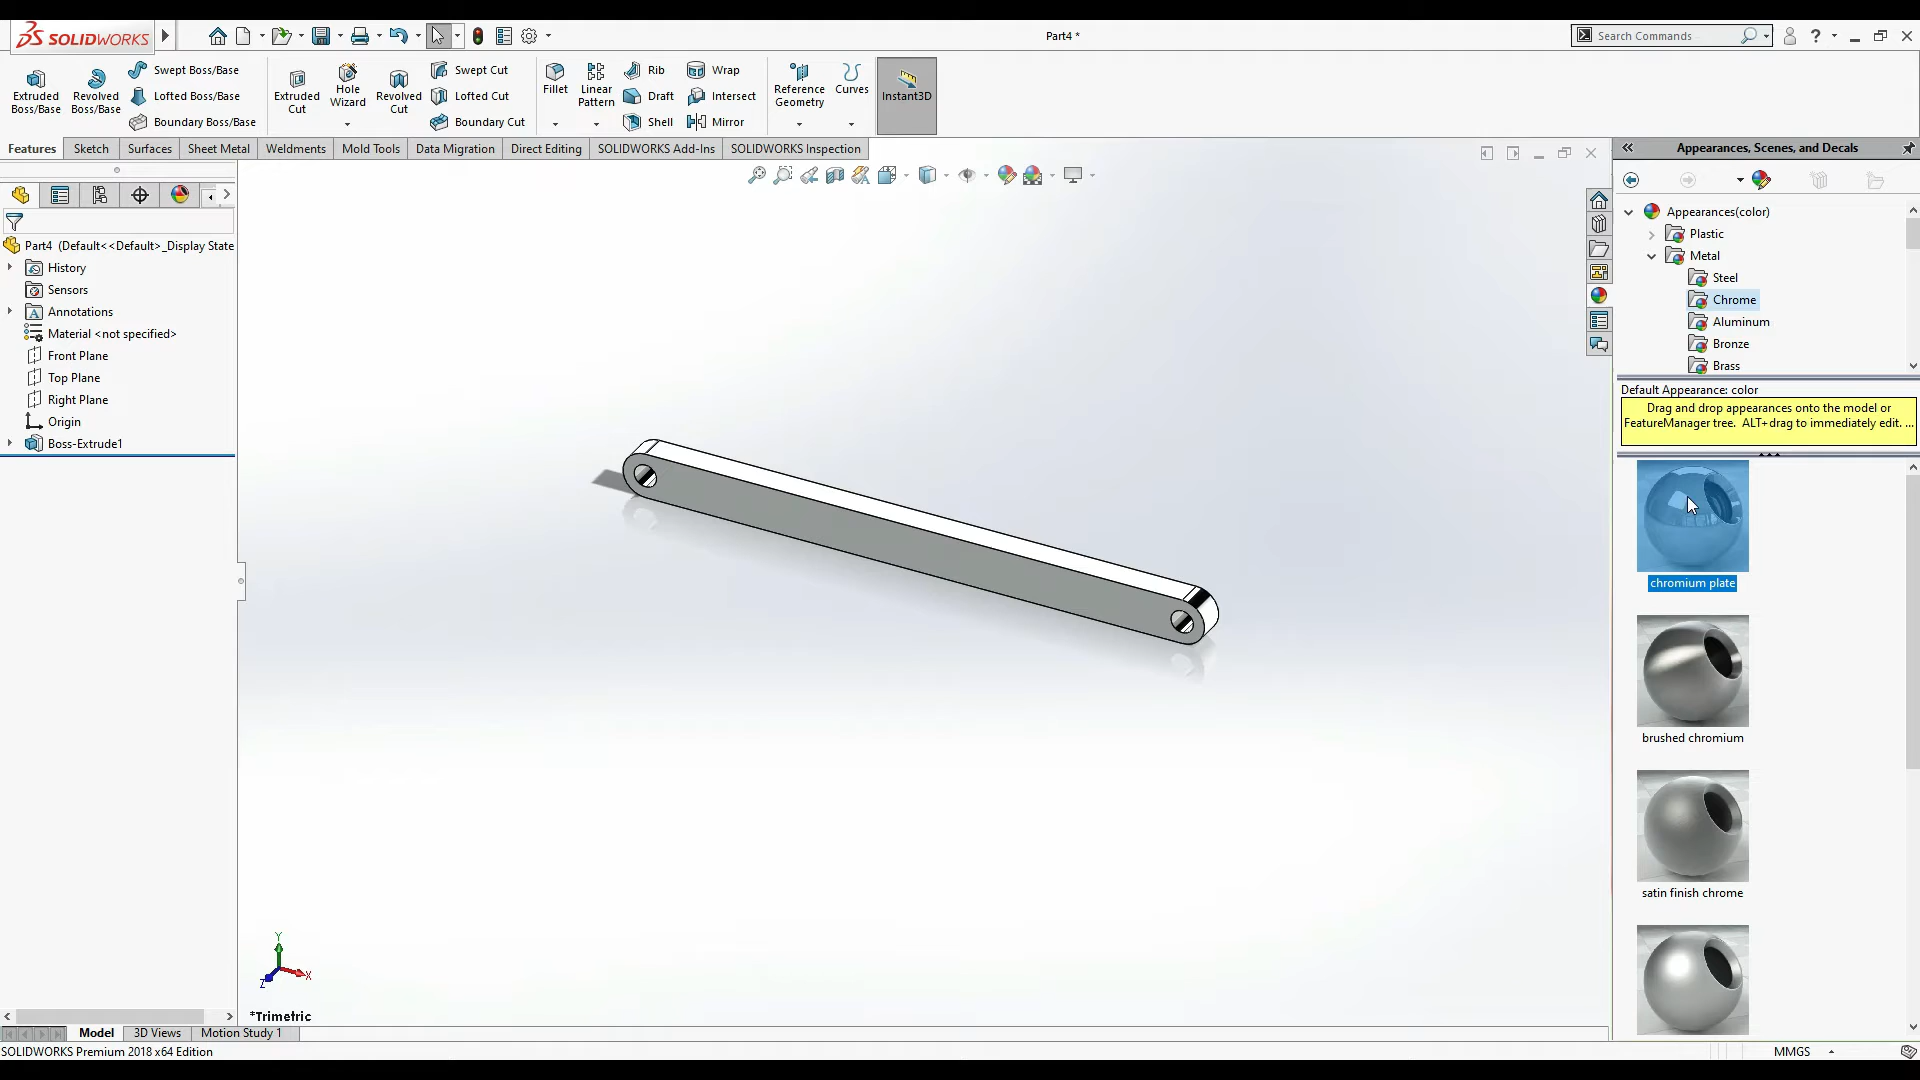 SOLIDWORKS
Part4 *
Search Commands
Extruded Boss/Base
Revolved Boss/Base
Swept Boss/Base
Lofted Boss/Base
Boundary Boss/Base
Extruded Cut
Hole Wizard
Revolved Cut
Swept Cut
Lofted Cut
Boundary Cut
Fillet
Linear Pattern
Rib
Draft
Shell
Wrap
Intersect
Mirror
Reference Geometry
Curves
Instant3D
Features
Sketch
Surfaces
Sheet Metal
Weldments
Mold Tools
Data Migration
Direct Editing
SOLIDWORKS Add-Ins
SOLIDWORKS Inspection
Part4 (Default<<Default>_Display State
History
Sensors
Annotations
Material <not specified>
Front Plane
Top Plane
Right Plane
Origin
Boss-Extrude1
Y
X
Z
*Trimetric
Appearances, Scenes, and Decals
Appearances(color)
Plastic
Metal
Steel
Chrome
Aluminum
Bronze
Brass
Default Appearance: color
Drag and drop appearances onto the model or
FeatureManager tree. ALT+drag to immediately edit. ...
chromium plate
brushed chromium
satin finish chrome
Model
3D Views
Motion Study 1
SOLIDWORKS Premium 2018 x64 Edition
MMGS